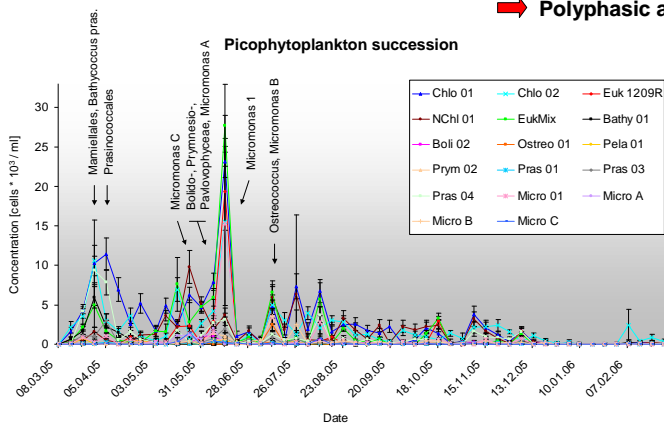 Polyphasic a
Picophytoplankton succession
Concentration [cells * 10³ / ml]
30
25
20
15
10
5
0
Mamiellales, Bathycoccus pras.
Prasinococcales
Micromonas C
Bolido-, Prymnesio-,
Pavlovophyceae, Micromonas A
Micromonas 1
Ostreococcus, Micromonas B
Chlo 01 Chlo 02 Euk 1209R
NChl 01 EukMix Bathy 01
Boli 02 Ostreo 01 Pela 01
Prym 02 Pras 01 Pras 03
Pras 04 Micro 01 Micro A
Micro B Micro C
08.03.05 05.04.05 03.05.05 31.05.05 28.06.05 26.07.05 23.08.05 20.09.05 18.10.05 15.11.05 13.12.05 10.01.06 07.02.06
Date